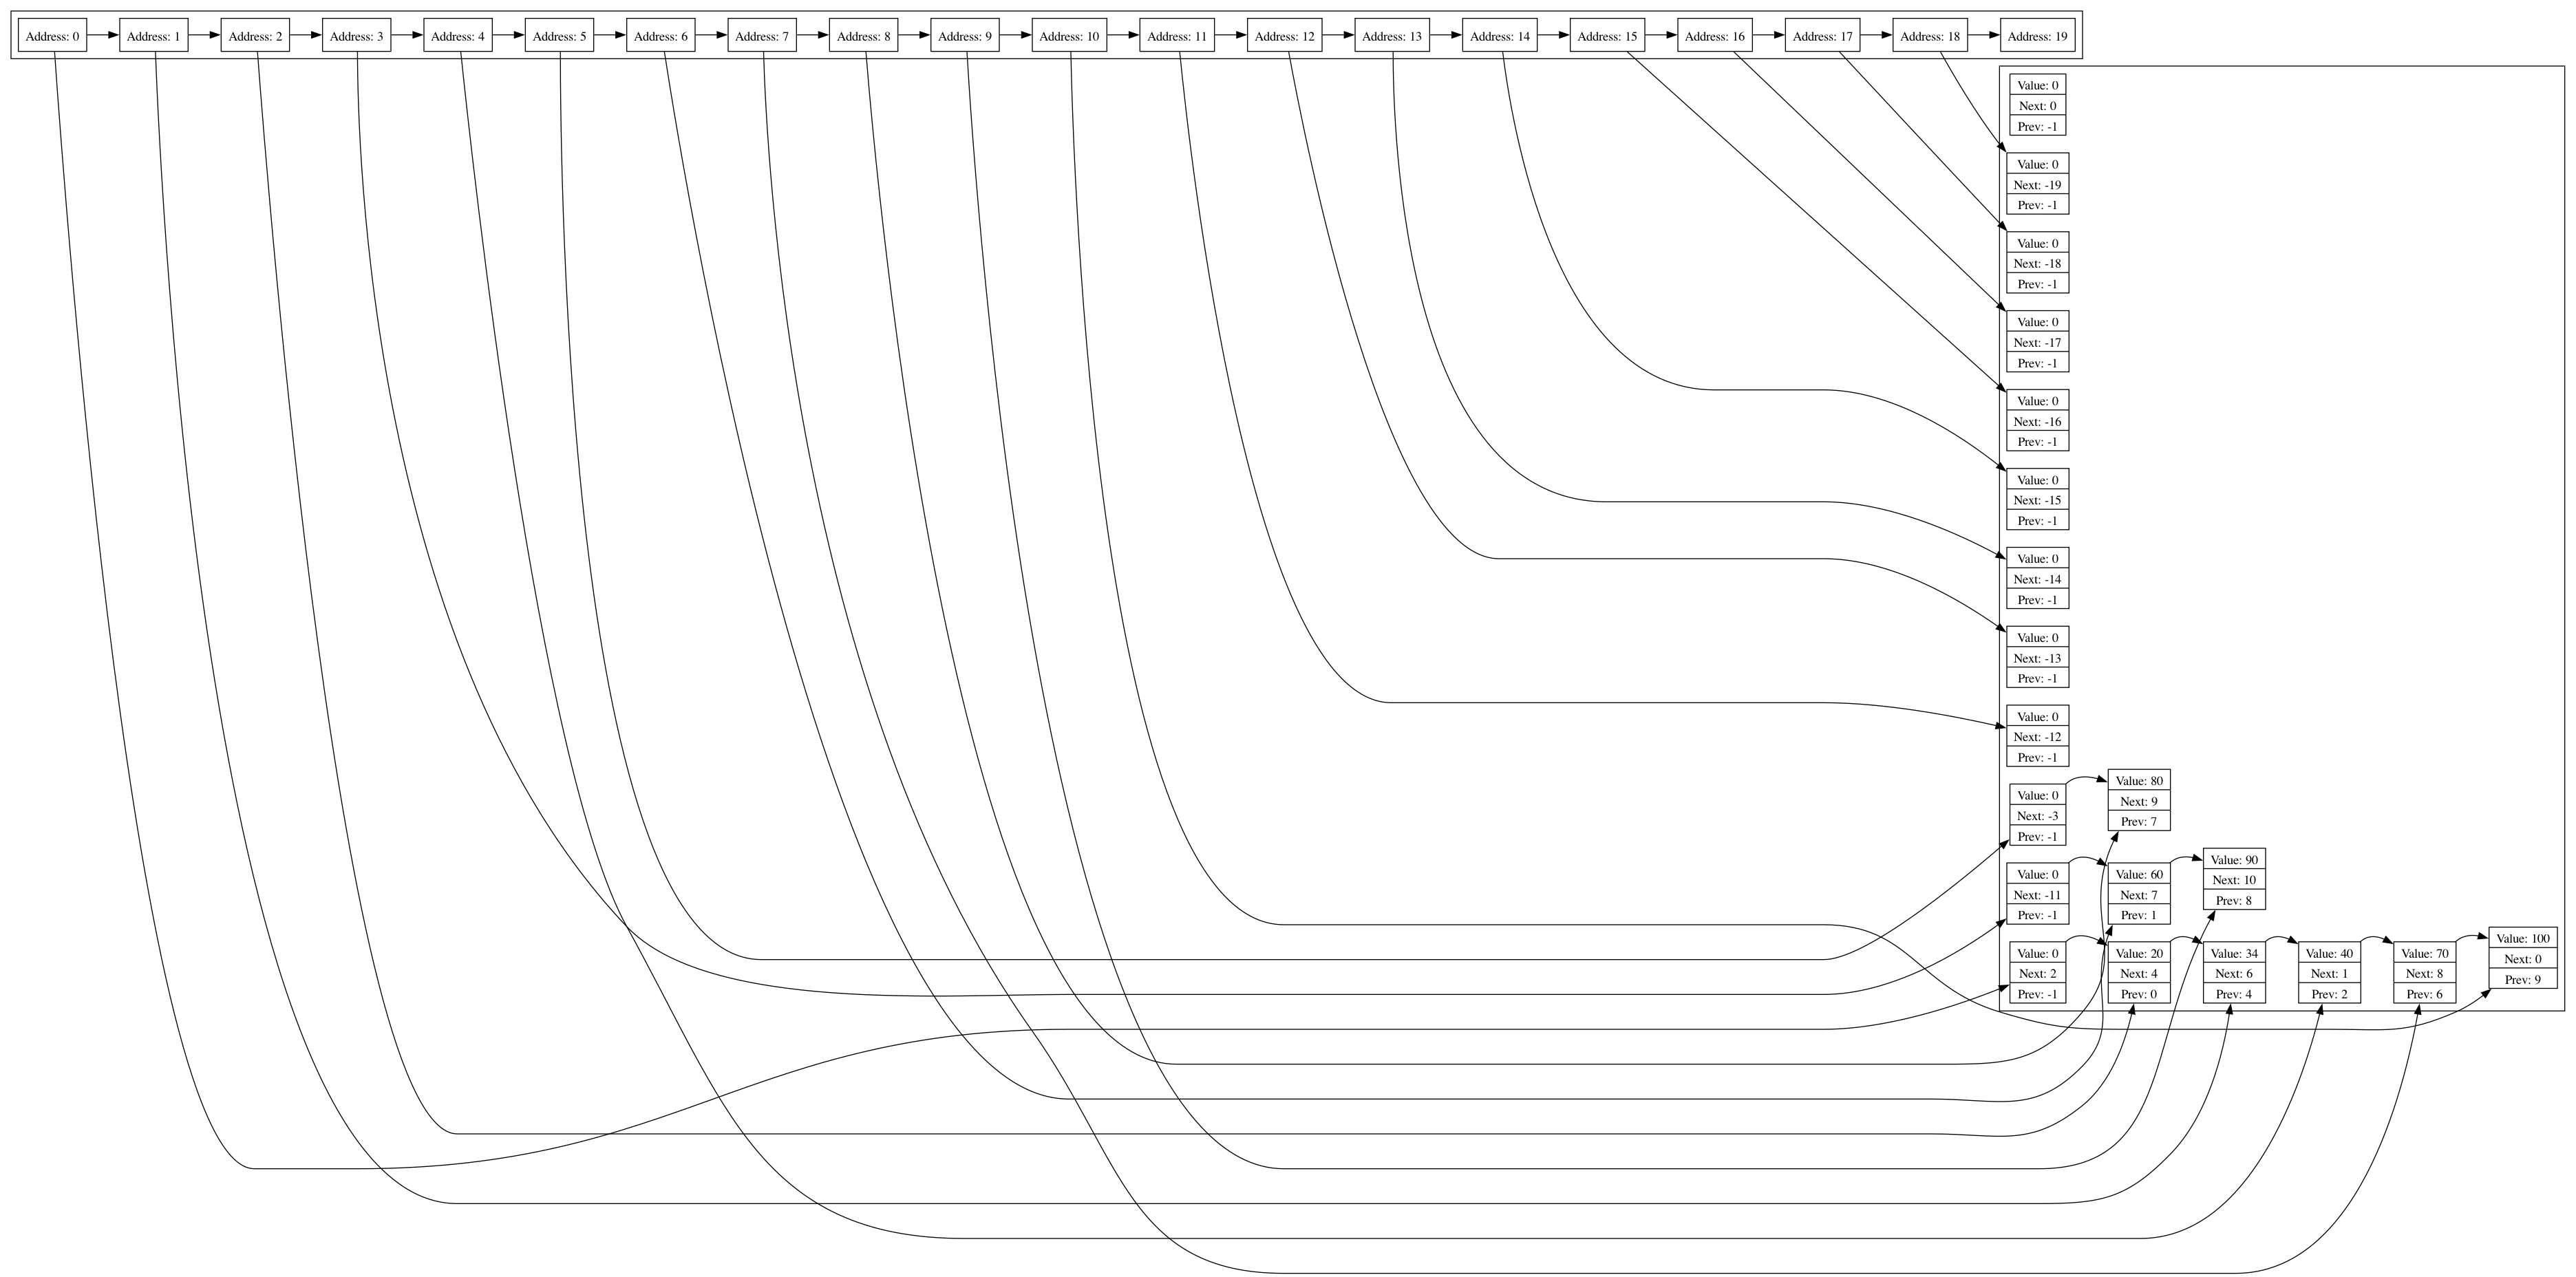 Address: 0
Address: 1
Address: 2
Address: 3
Address: 4
Address: 5
Address: 6
Address: 7
Address: 8
Address: 9
Address: 10
Address: 11
Address: 12
Address: 13
Address: 14
Address: 15
Address: 16
Address: 17
Address: 18
Address: 19
Value: 0
Next: 0
Prev: -1
Value: 0
Next: -19
Prev: -1
Value: 0
Next: -18
Prev: -1
Value: 0
Next: -17
Prev: -1
Value: 0
Next: -16
Prev: -1
Value: 0
Next: -15
Prev: -1
Value: 0
Next: -14
Prev: -1
Value: 0
Next: -13
Prev: -1
Value: 0
Next: -12
Prev: -1
Value: 0
Next: -3
Prev: -1
Value: 80
Next: 9
Prev: 7
Value: 0
Next: -11
Prev: -1
Value: 60
Next: 7
Prev: 1
Value: 90
Next: 10
Prev: 8
Value: 0
Next: 2
Prev: -1
Value: 20
Next: 4
Prev: 0
Value: 34
Next: 6
Prev: 4
Value: 40
Next: 1
Prev: 2
Value: 70
Next: 8
Prev: 6
Value: 100
Next: 0
Prev: 9